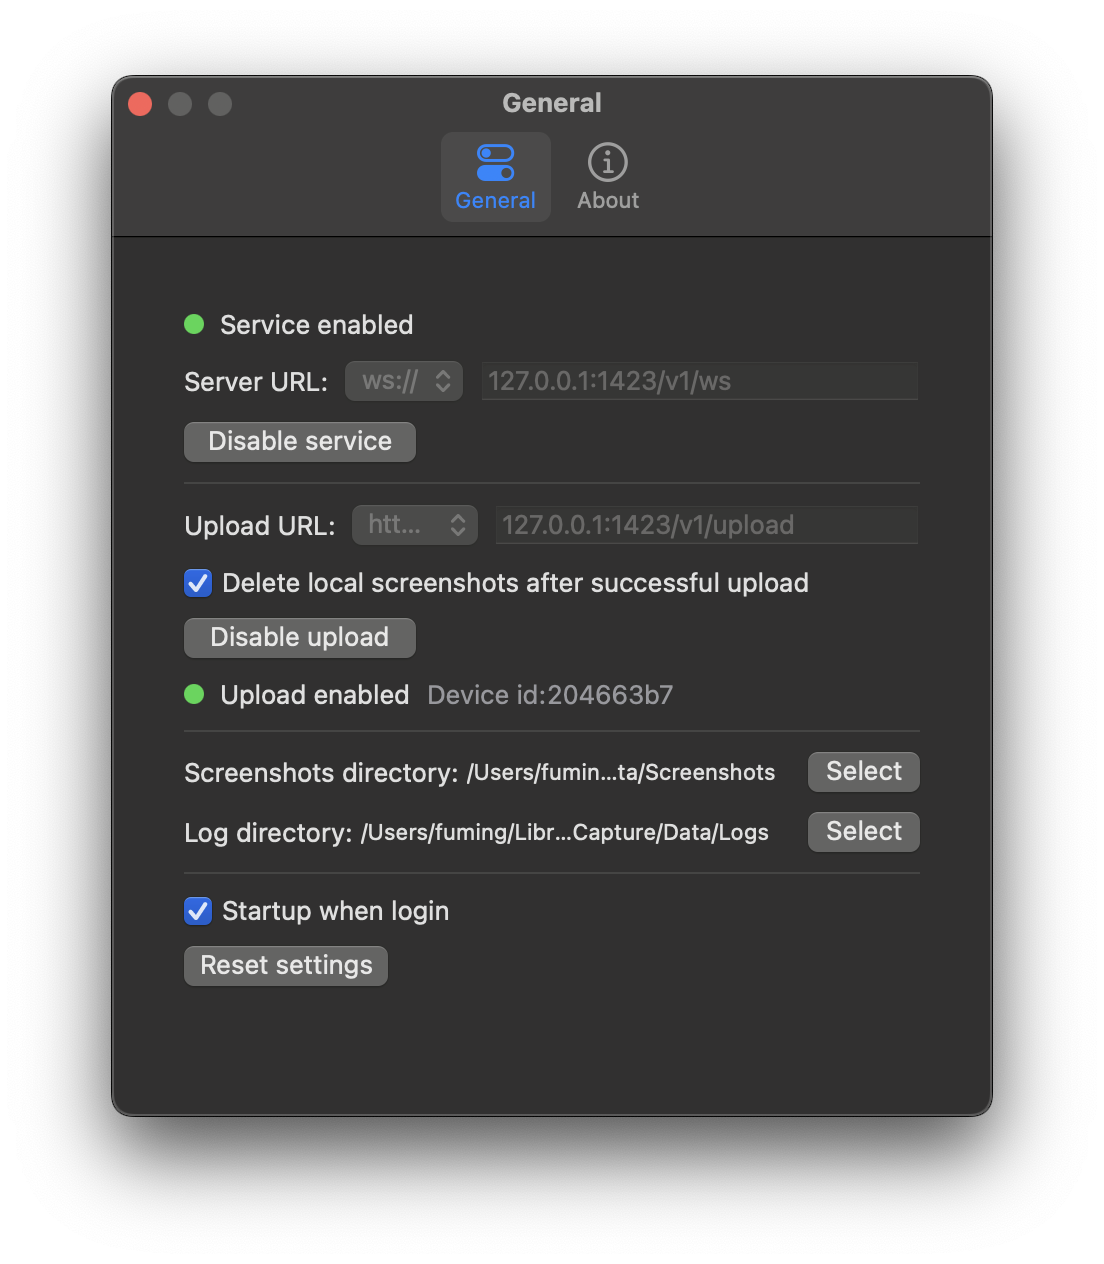 General
General About
Service enabled
Server URL: ws:// 127.0.0.1:1423/v1/ws
Disable service
Upload URL: htt... 127.0.0.1:1423/v1/upload
Delete local screenshots after successful upload
Disable upload
Upload enabled Device id:204663b7
Screenshots directory: /Users/fumin...ta/Screenshots Select
Log directory: /Users/fuming/Libr...Capture/Data/Logs Select
Startup when login
Reset settings